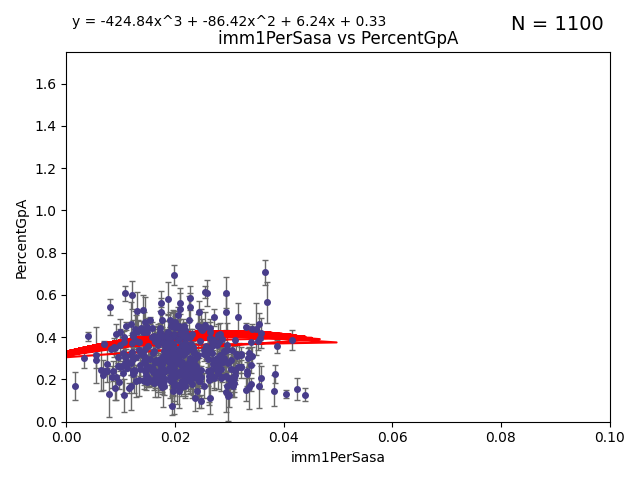 y = -424.84x^3 + -86.42x^2 + 6.24x + 0.33
N = 1100
imm1PerSasa vs PercentGpA
PercentGpA
1.6
1.4
1.2
1.0
0.8
0.6
0.4
0.2
0.0
0.00 0.02 0.04 0.06 0.08 0.10
imm1PerSasa